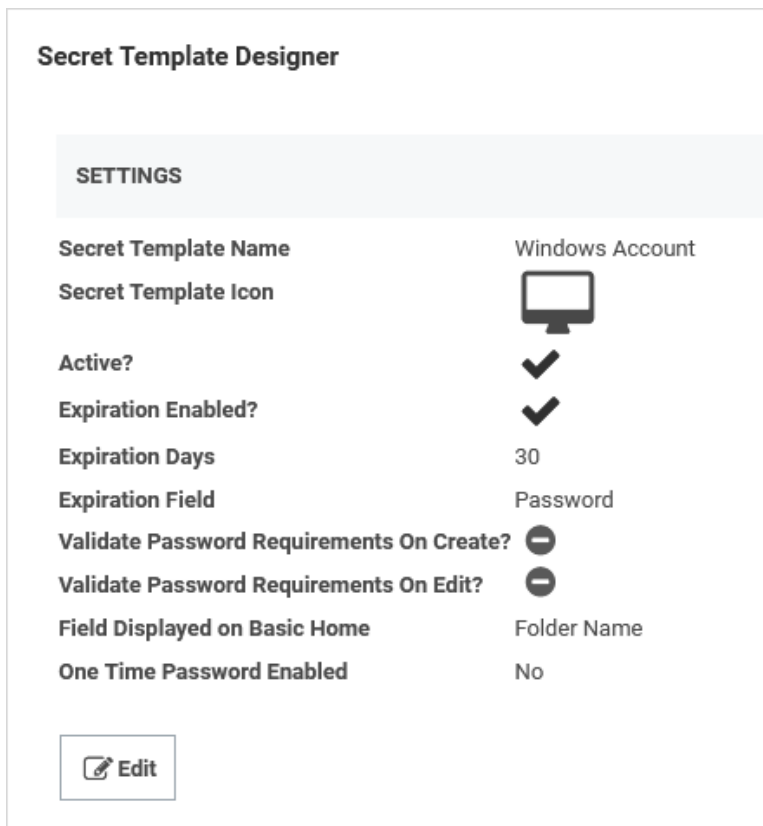 Secret Template Designer
SETTINGS
Secret Template Name Windows Account
Secret Template Icon
Active?
Expiration Enabled?
Expiration Days 30
Expiration Field Password
Validate Password Requirements On Create?
Validate Password Requirements On Edit?
Field Displayed on Basic Home Folder Name
One Time Password Enabled No
Edit